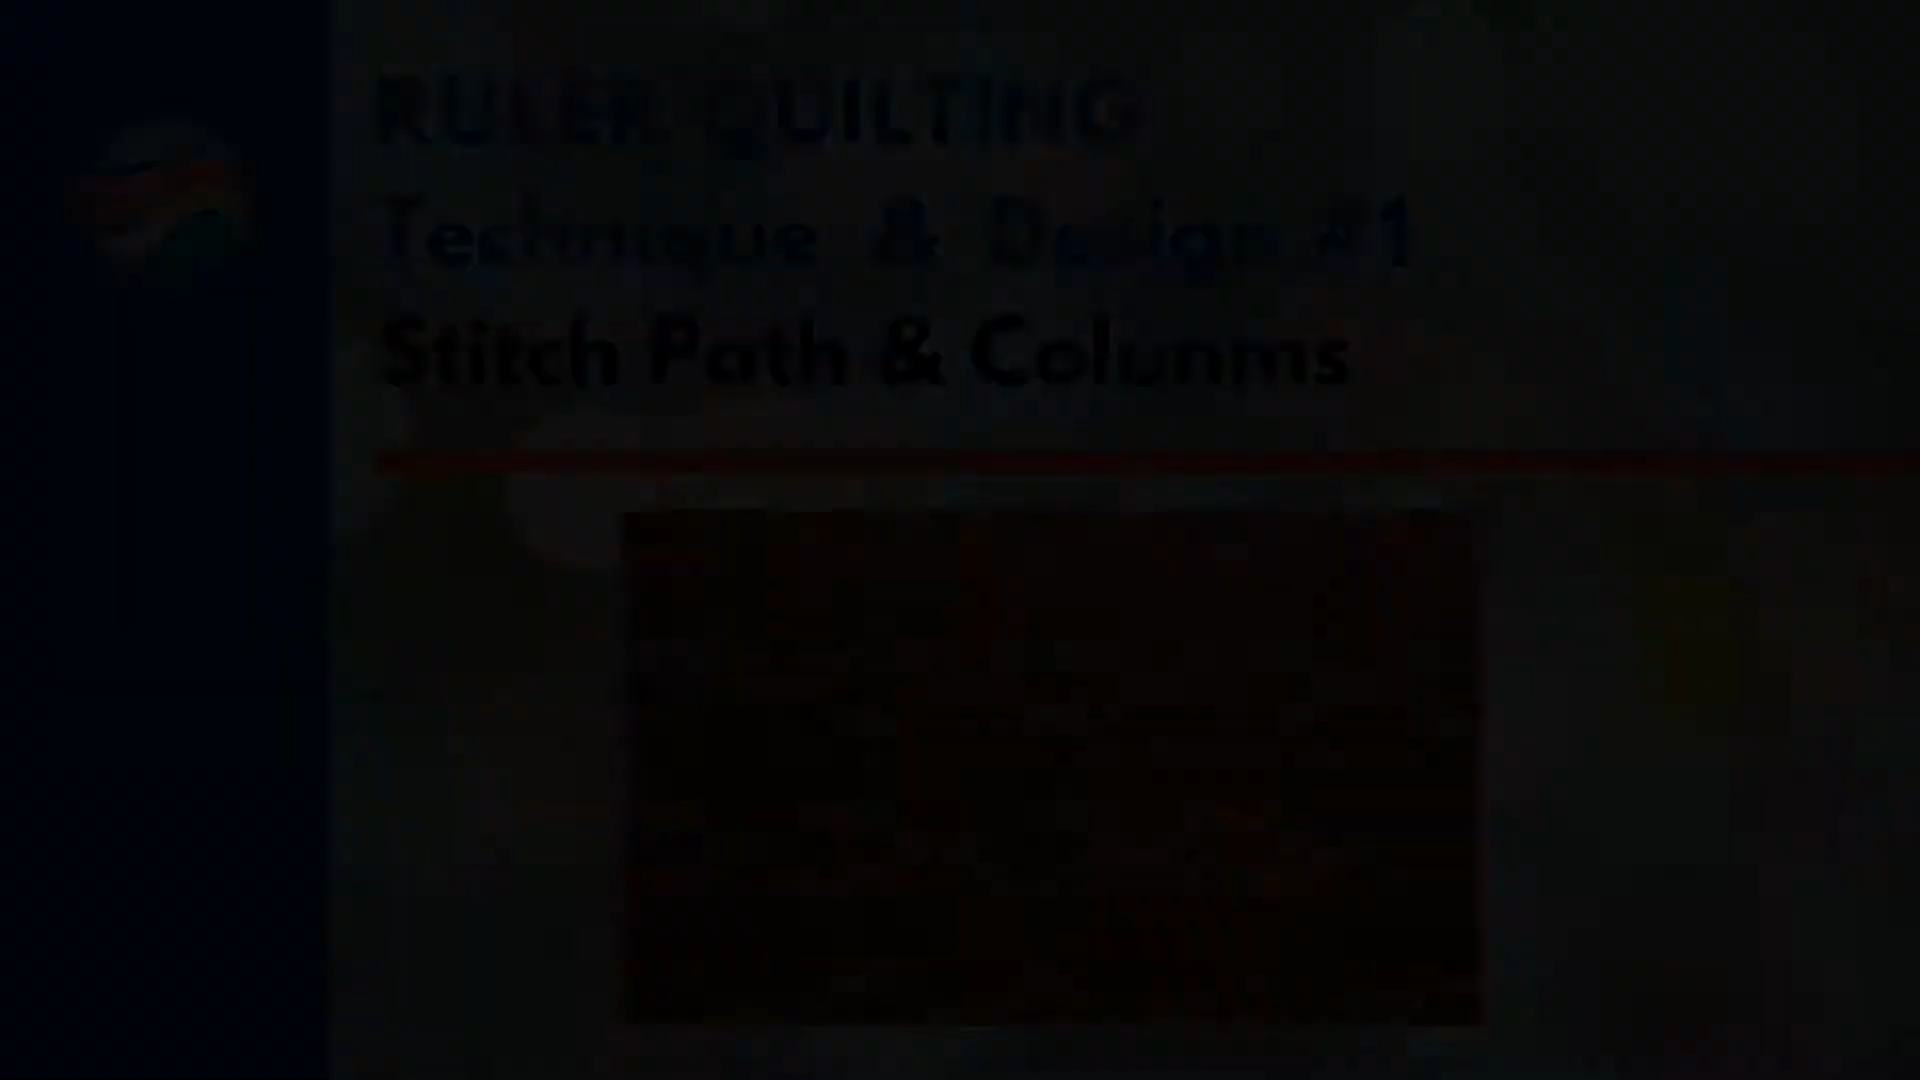 RULER QUILTING
Technique & Design #1
Stitch Path & Columns